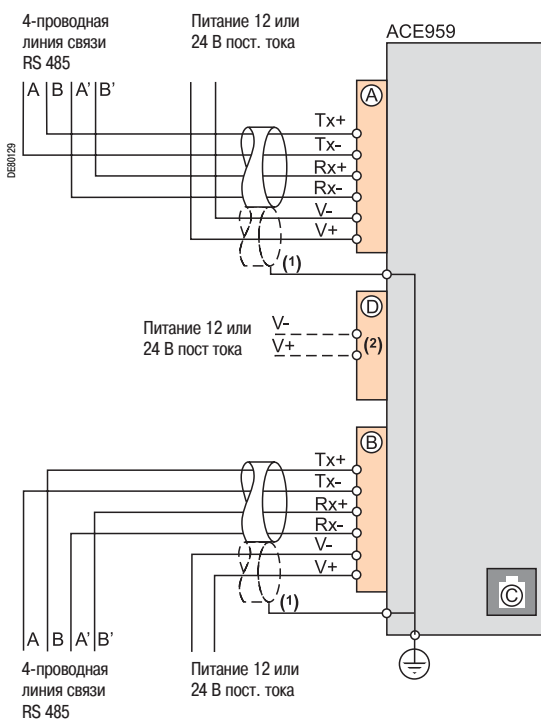 4-проводная
линия связи
RS 485
Питание 12 или
24 В пост. тока
ACE959
A B A' B'
DE80129
A
Tx+
Tx-
Rx+
Rx-
V-
V+
(1)
D
Питание 12 или
24 В пост тока
V-
V+
(2)
B
Tx+
Tx-
Rx+
Rx-
V-
V+
(1)
C
A B A' B'
4-проводная
линия связи
RS 485
Питание 12 или
24 В пост. тока